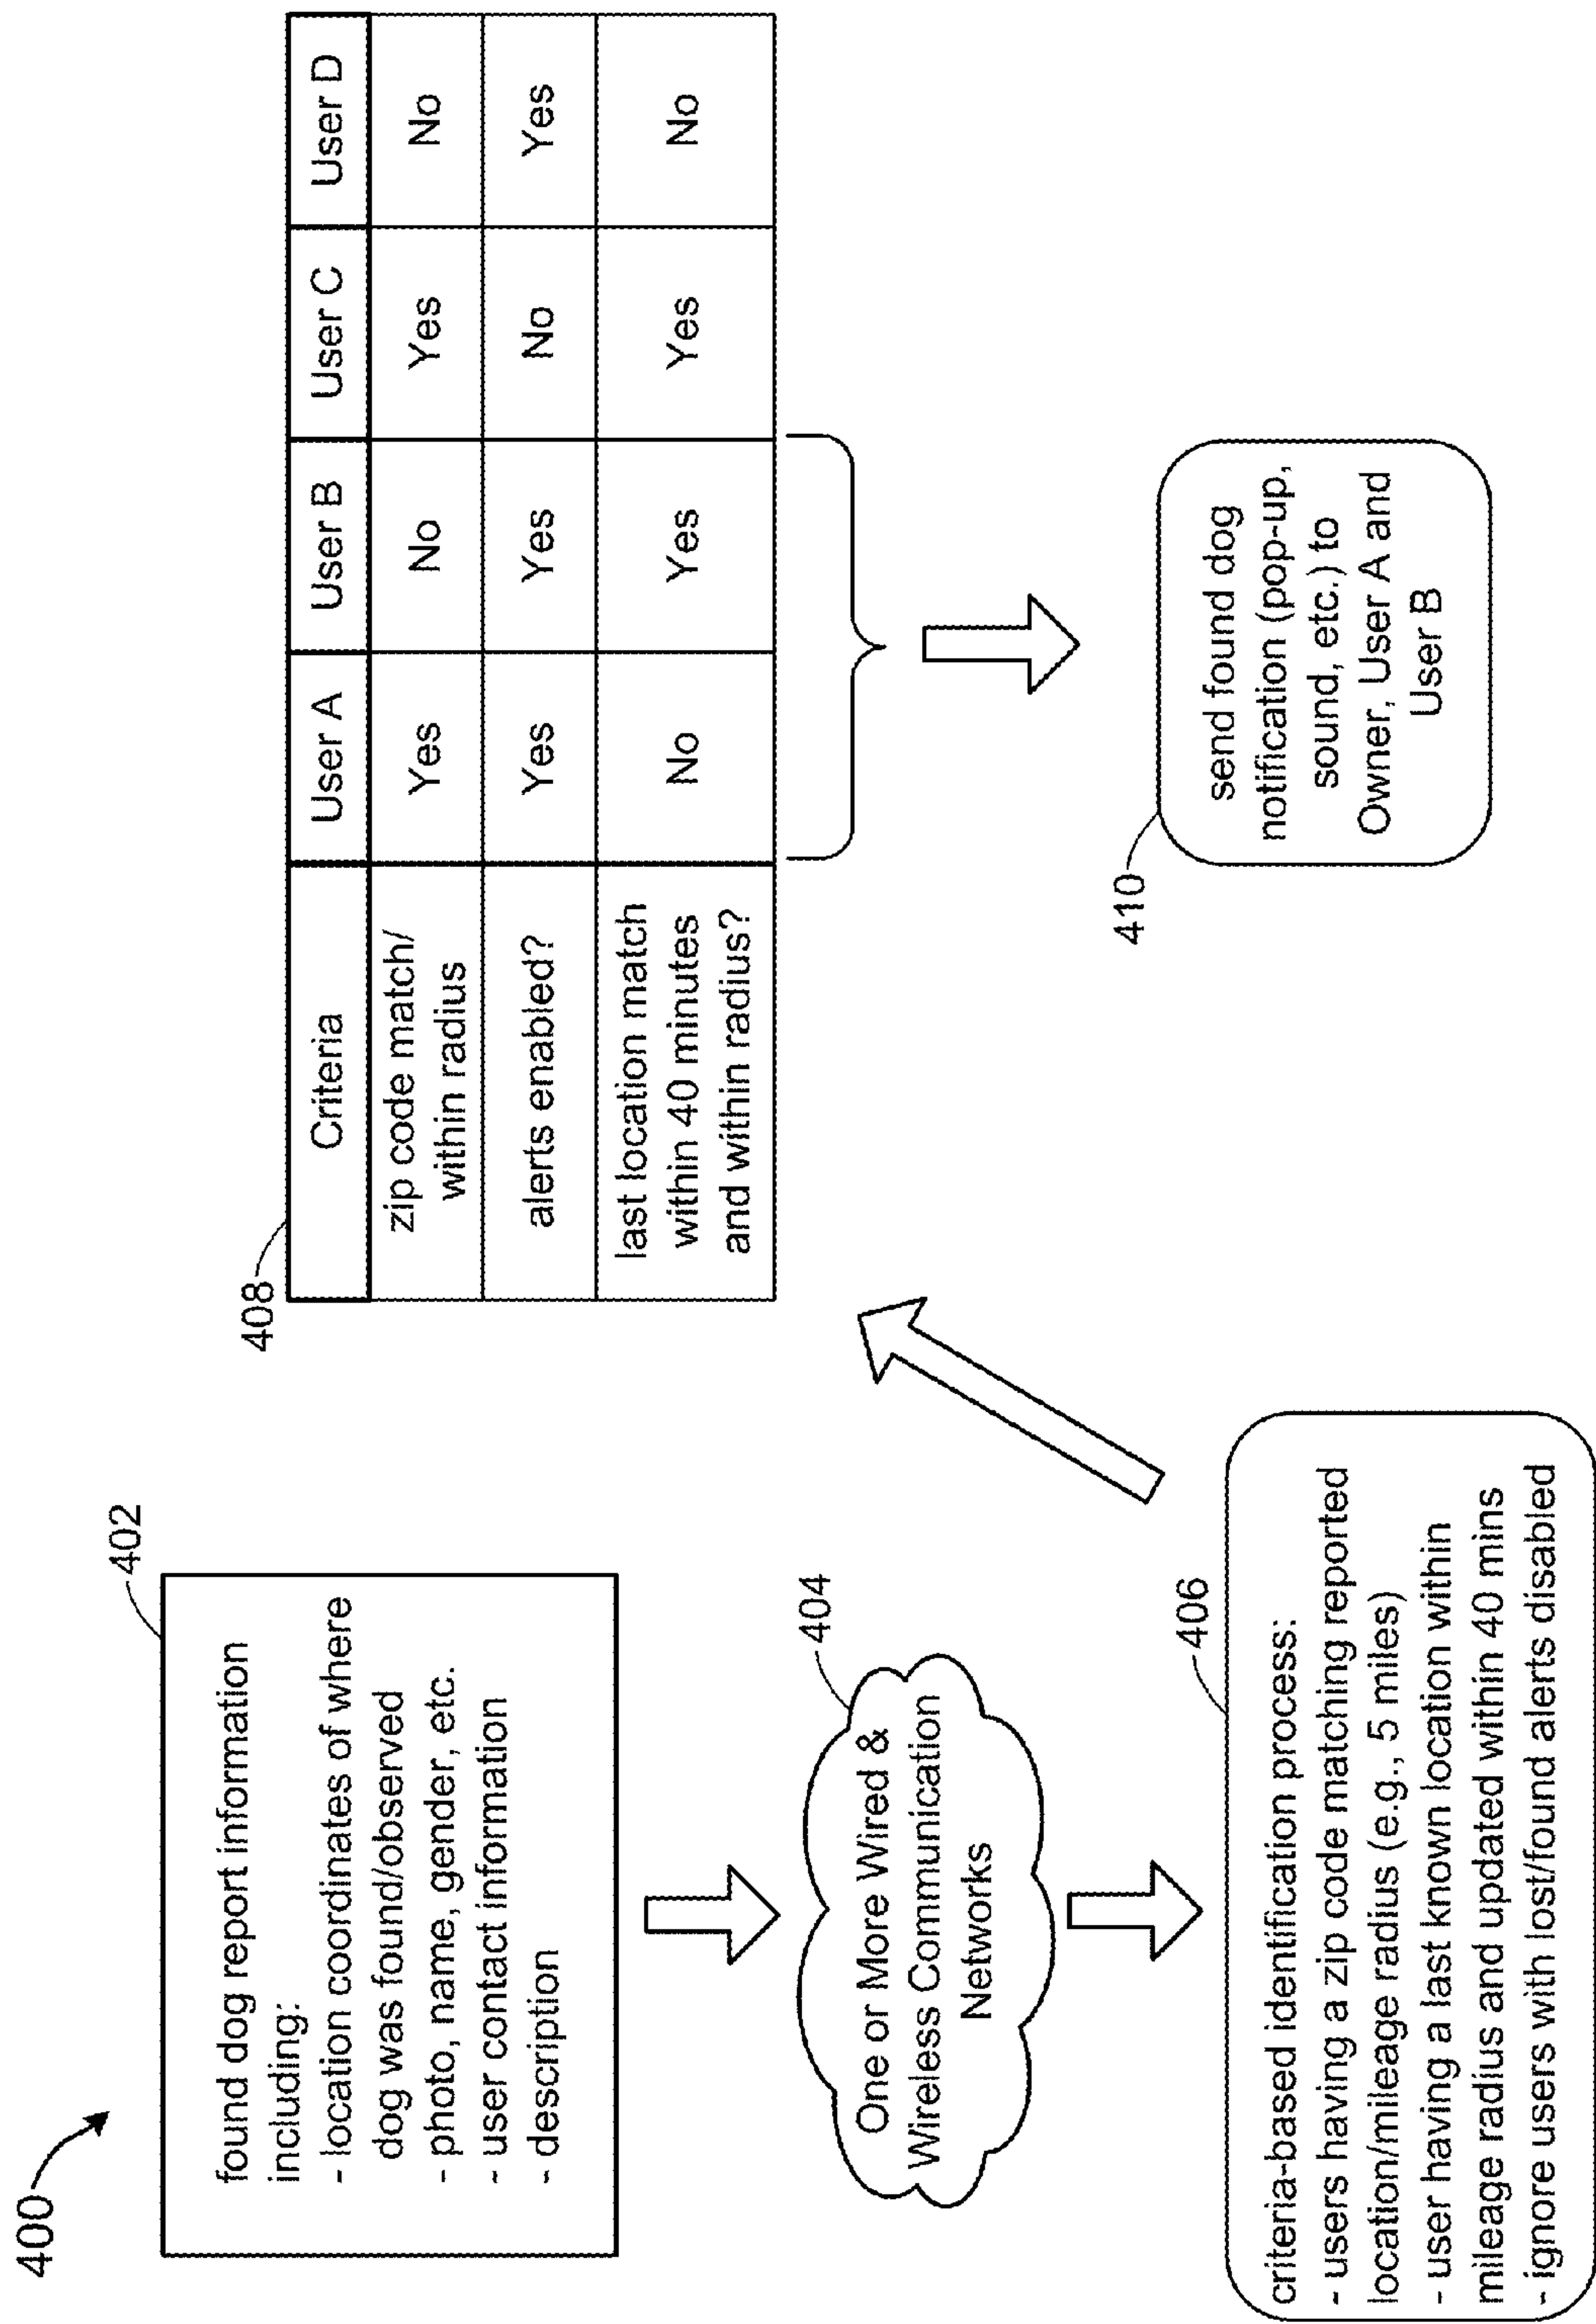 400
402
found dog report information
including:
- location coordinates of where
dog was found/observed
- photo, name, gender, etc.
- user contact information
- description
404
One or More Wired &
Wireless Communication
Networks
406
criteria-based identification process:
- users having a zip code matching reported
location/mileage radius (e.g., 5 miles)
- user having a last known location within
mileage radius and updated within 40 mins
- ignore users with lost/found alerts disabled
408
Criteria User A User B User C User D
zip code match/
within radius
Yes No Yes No
alerts enabled? Yes Yes No Yes
last location match
within 40 minutes
and within radius?
No Yes Yes No
410
send found dog
notification (pop-up,
sound, etc.) to
Owner, User A and
User B